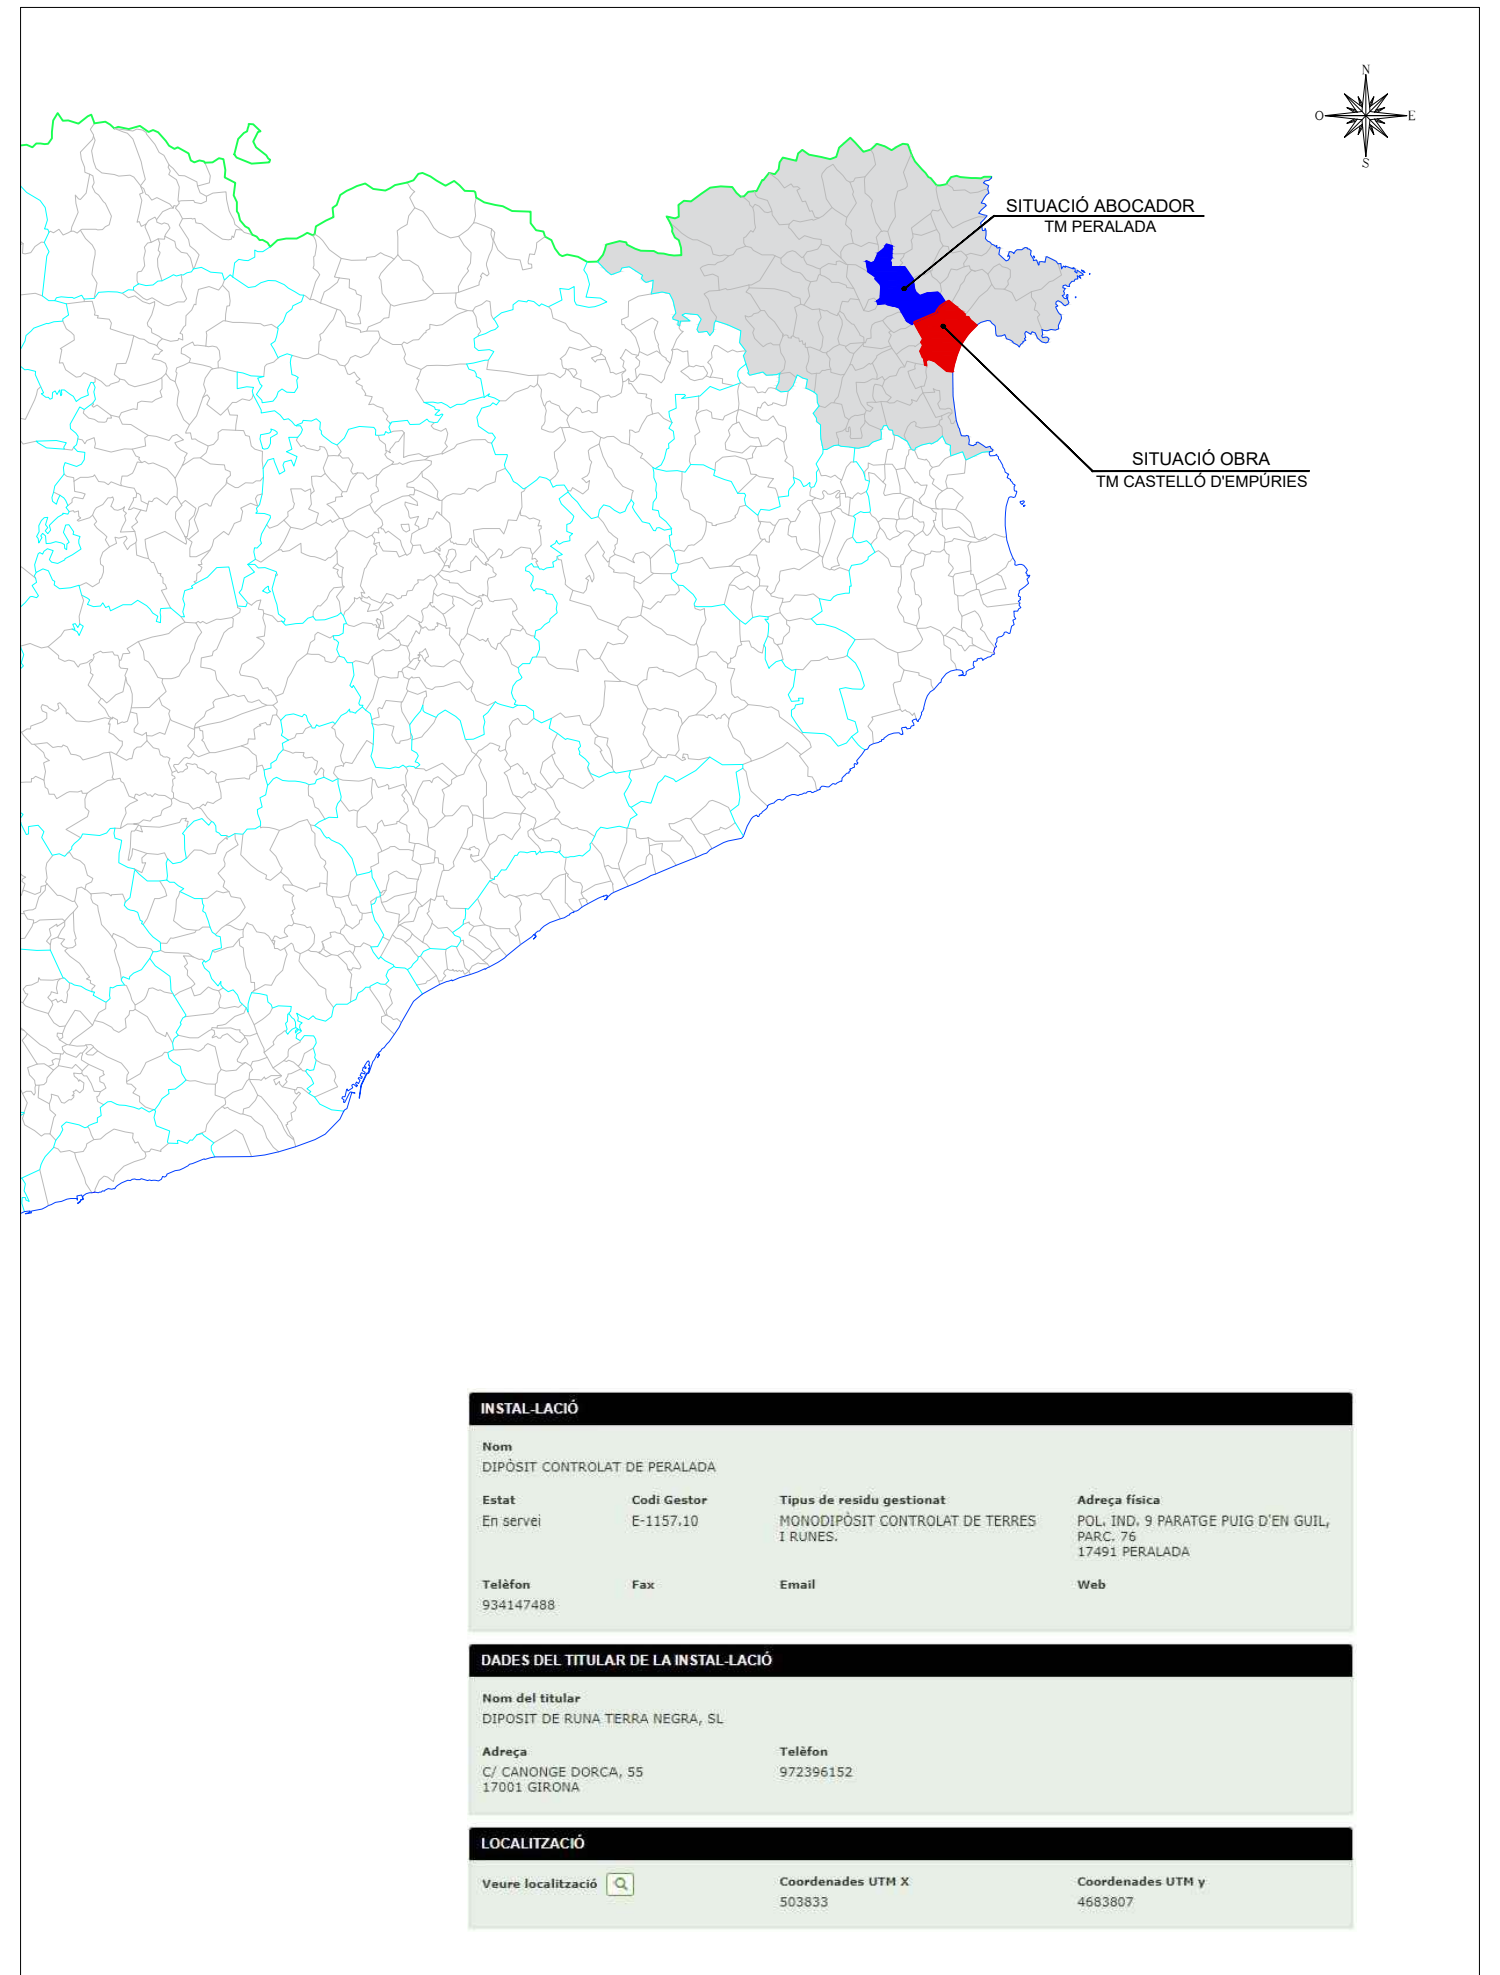 N
O
E
S
SITUACIÓ ABOCADOR
TM PERALADA
SITUACIÓ OBRA
TM CASTELLÓ D'EMPÚRIES
INSTAL-LACIÓ
Nom
DIPÒSIT CONTROLAT DE PERALADA
Estat
En servei
Codi Gestor
E-1157.10
Tipus de residu gestionat
MONODIPÒSIT CONTROLAT DE TERRES
I RUNES.
Adreça física
POL. IND. 9 PARATGE PUIG D'EN GUIL,
PARC. 76
17491 PERALADA
Telèfon
934147488
Fax
Email
Web
DADES DEL TITULAR DE LA INSTAL-LACIÓ
Nom del titular
DIPOSIT DE RUNA TERRA NEGRA, SL
Adreça
C/ CANONGE DORCA, 55
17001 GIRONA
Telèfon
972396152
LOCALITZACIÓ
Veure localització
Coordenades UTM X
503833
Coordenades UTM y
4683807